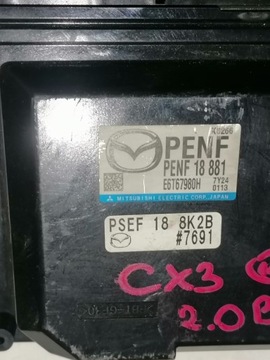 PENF
PENF 18 881
E6T67980H 7Y24
0113
MITSUBISHI ELECTRIC CORP. JAPAN
PSEF 18 8K2B
#7691
CX3
2.0B